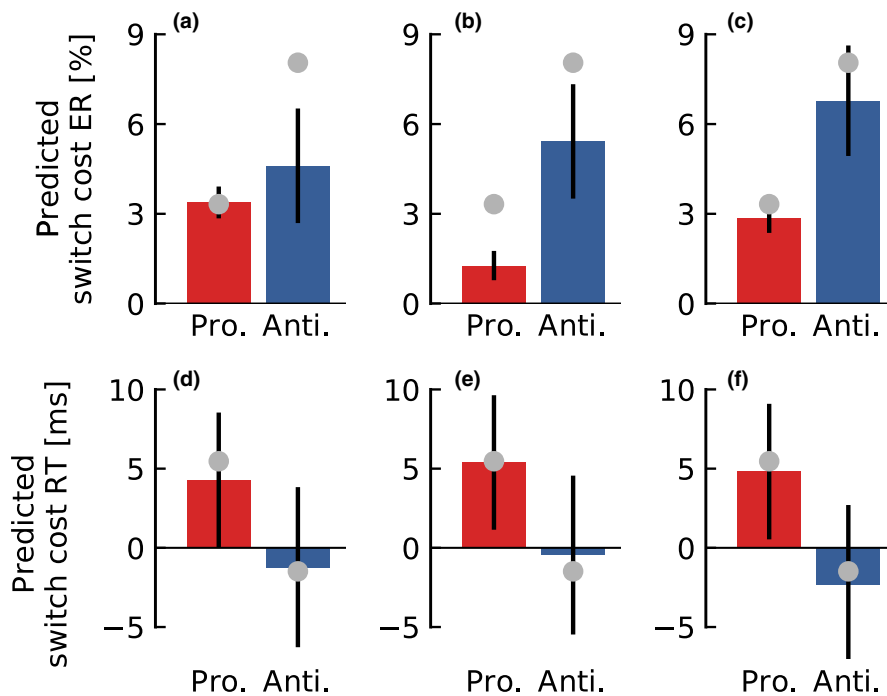 (a) (b) (c)
Predicted
switch cost ER [%]
9 9 9
6 6 6
3 3 3
0 0 0
Pro. Anti. Pro. Anti. Pro. Anti.
(d) (e) (f)
Predicted
switch cost RT [ms]
10 10 10
5 5 5
0 0 0
−5 −5 −5
Pro. Anti. Pro. Anti. Pro. Anti.